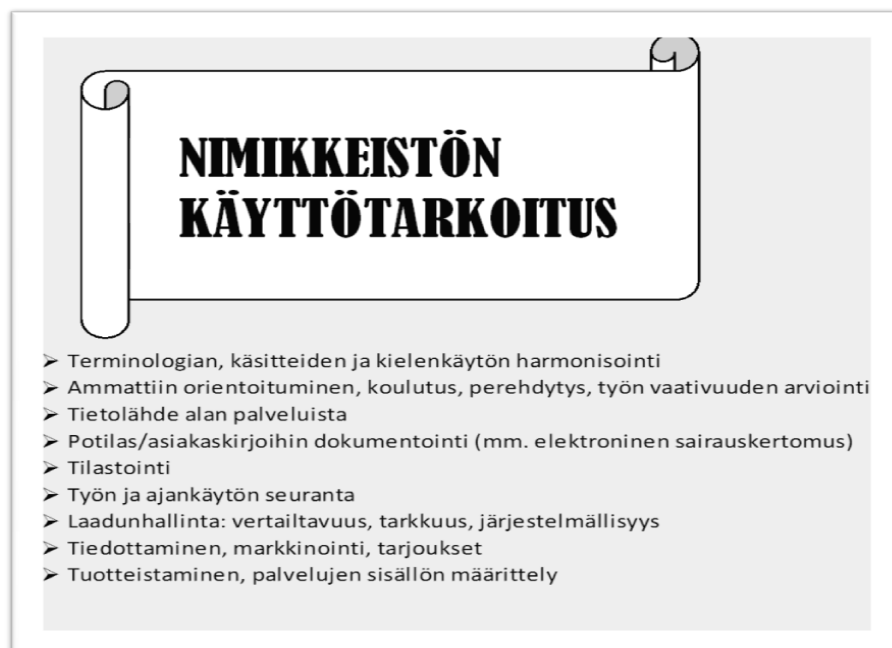 NIMIKKEISTÖN
KÄYTTÖTARKOITUS
➢ Terminologian, käsitteiden ja kielenkäytön harmonisointi
➢ Ammattiin orientoituminen, koulutus, perehdytys, työn vaativuuden arviointi
➢ Tietolähde alan palveluista
➢ Potilas/asiakaskirjoihin dokumentointi (mm. elektroninen sairauskertomus)
➢ Tilastointi
➢ Työn ja ajankäytön seuranta
➢ Laadunhallinta: vertailtavuus, tarkkuus, järjestelmällisyys
➢ Tiedottaminen, markkinointi, tarjoukset
➢ Tuotteistaminen, palvelujen sisällön määrittely